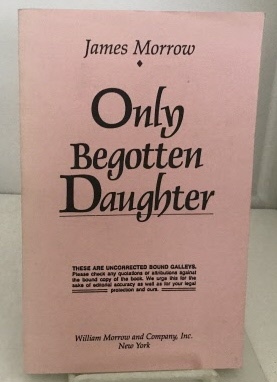 James Morrow
Only
Begotten
Daughter
THESE ARE UNCORRECTED BOUND GALLEYS.
Please check any quotations or attributions against
the bound copy of the book. We urge this for the
sake of editorial accuracy as well as for your legal
protection and ours.
William Morrow and Company, Inc.
New York